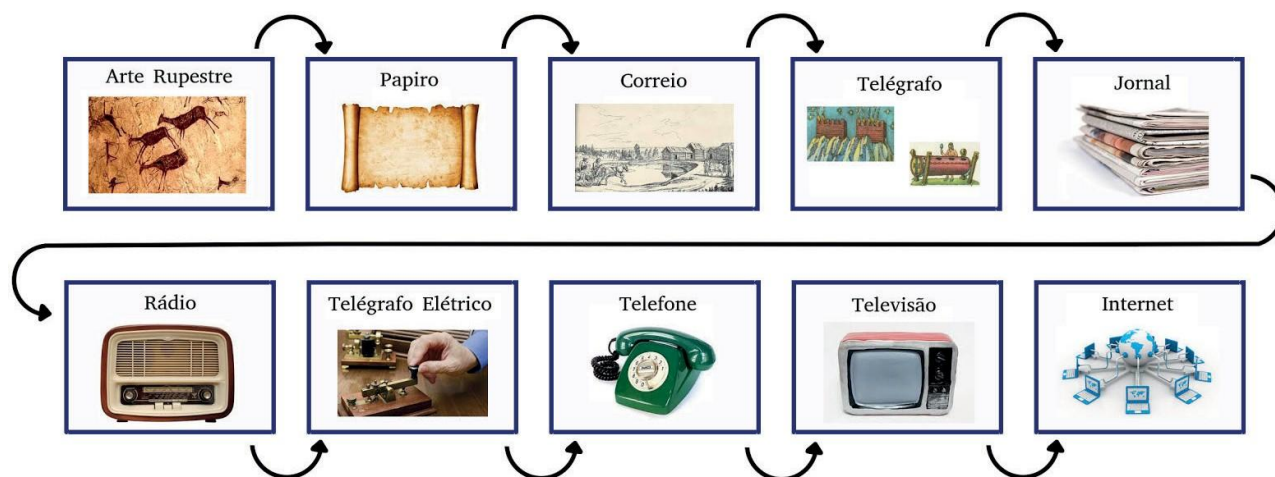 Arte Rupestre
Papiro
Correio
Telégrafo
Jornal
Rádio
Telégrafo Elétrico
Telefone
Televisão
Internet